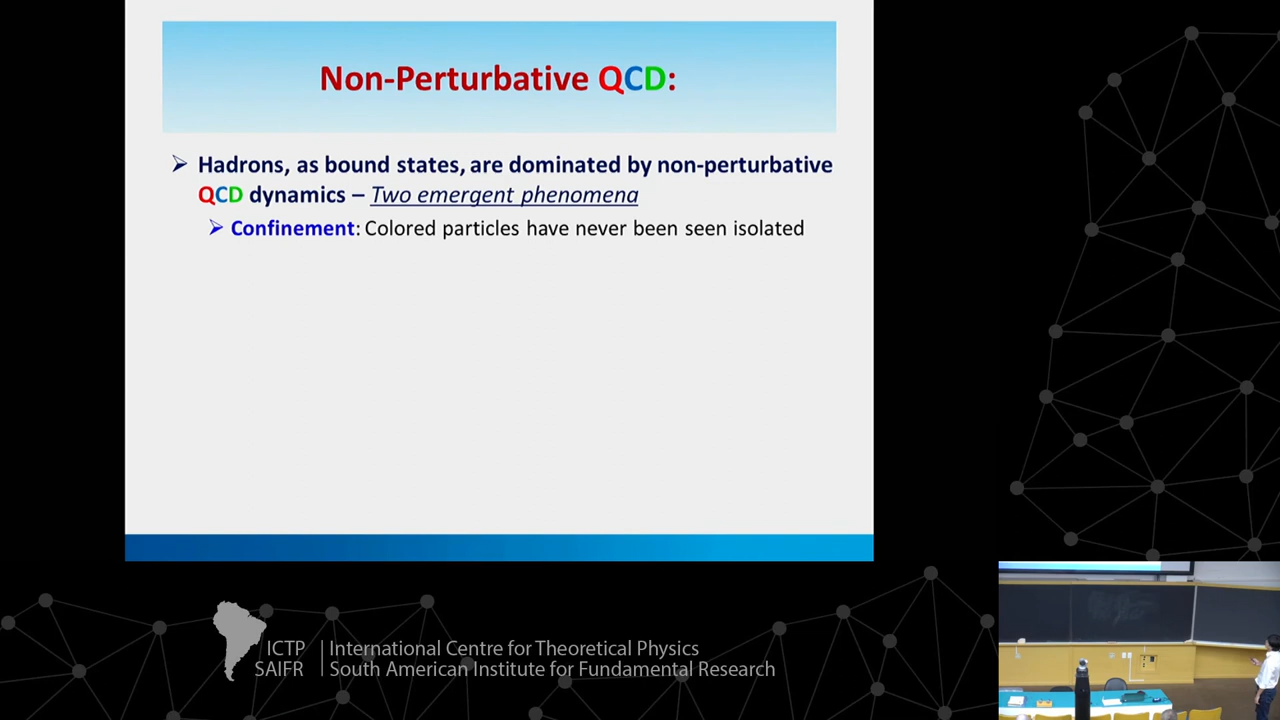 Non-Perturbative QCD:
➢ Hadrons, as bound states, are dominated by non-perturbative
QCD dynamics – Two emergent phenomena
➢ Confinement: Colored particles have never been seen isolated
ICTP | International Centre for Theoretical Physics
SAIFR | South American Institute for Fundamental Research